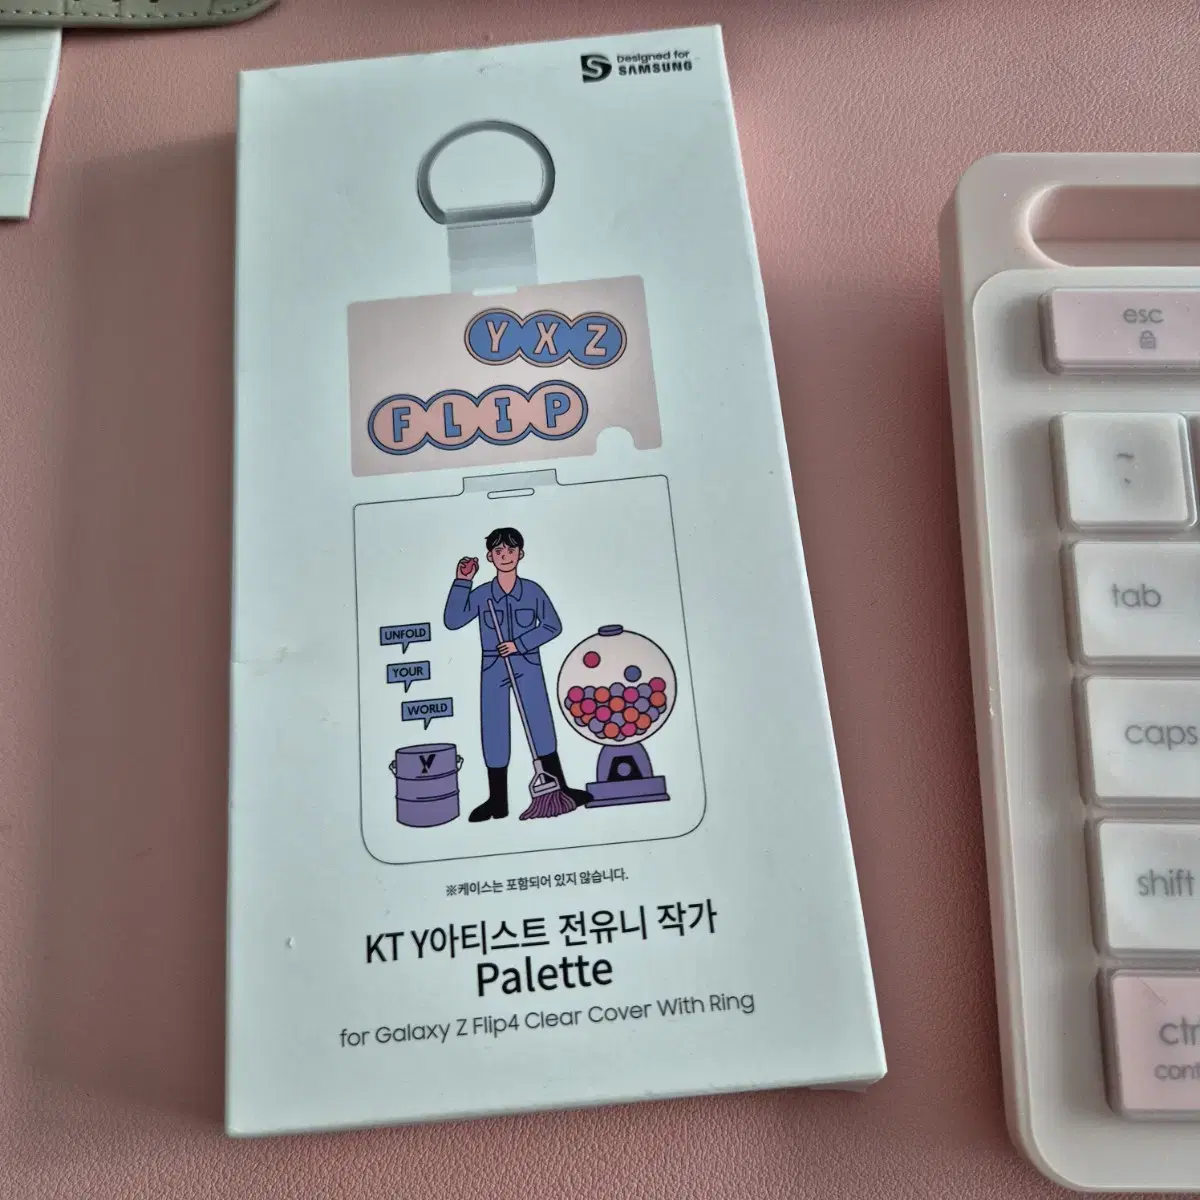 Designed for
SAMSUNG
YXZ
FLIP
UNFOLD
YOUR
WORLD
Y
※케이스는 포함되어 있지 않습니다.
KT Y아티스트 전유니 작가
Palette
for Galaxy Z Flip4 Clear Cover With Ring
esc
~
tab
caps
shift
ctr
cont